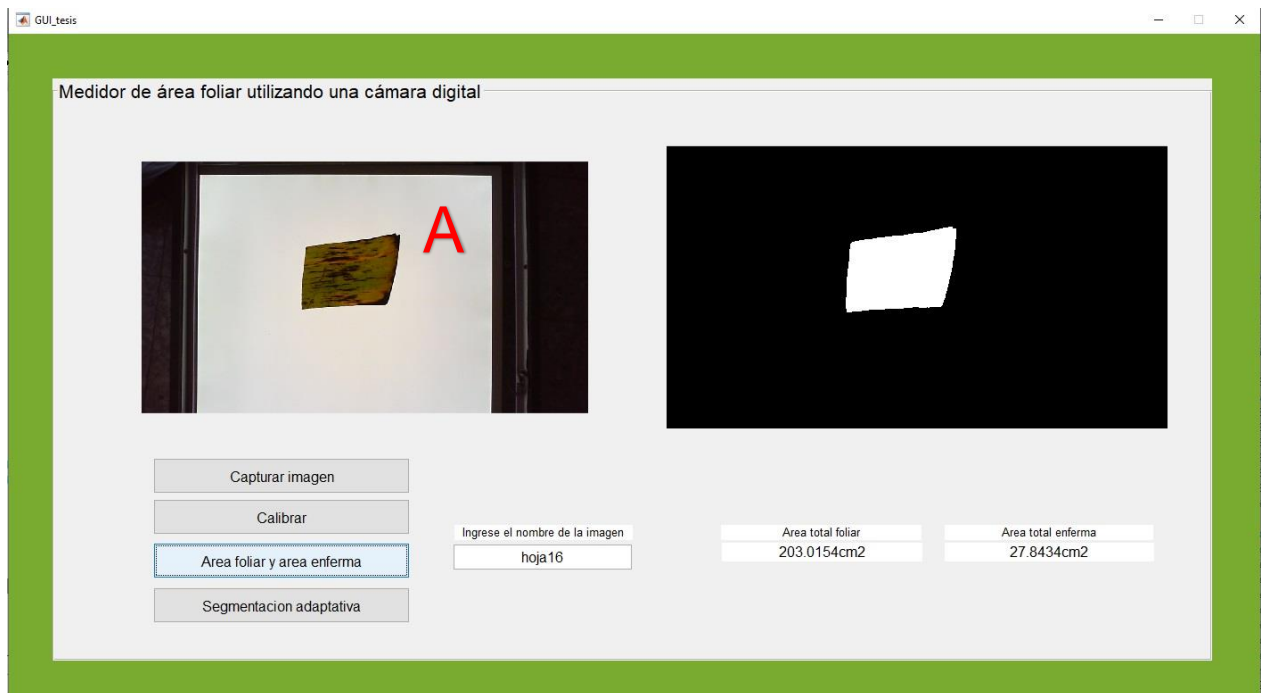 GUI_tesis
Medidor de área foliar utilizando una cámara digital
A
Capturar imagen
Calibrar
Area foliar y area enferma
Segmentacion adaptativa
Ingrese el nombre de la imagen
hoja16
Area total foliar
203.0154cm2
Area total enferma
27.8434cm2